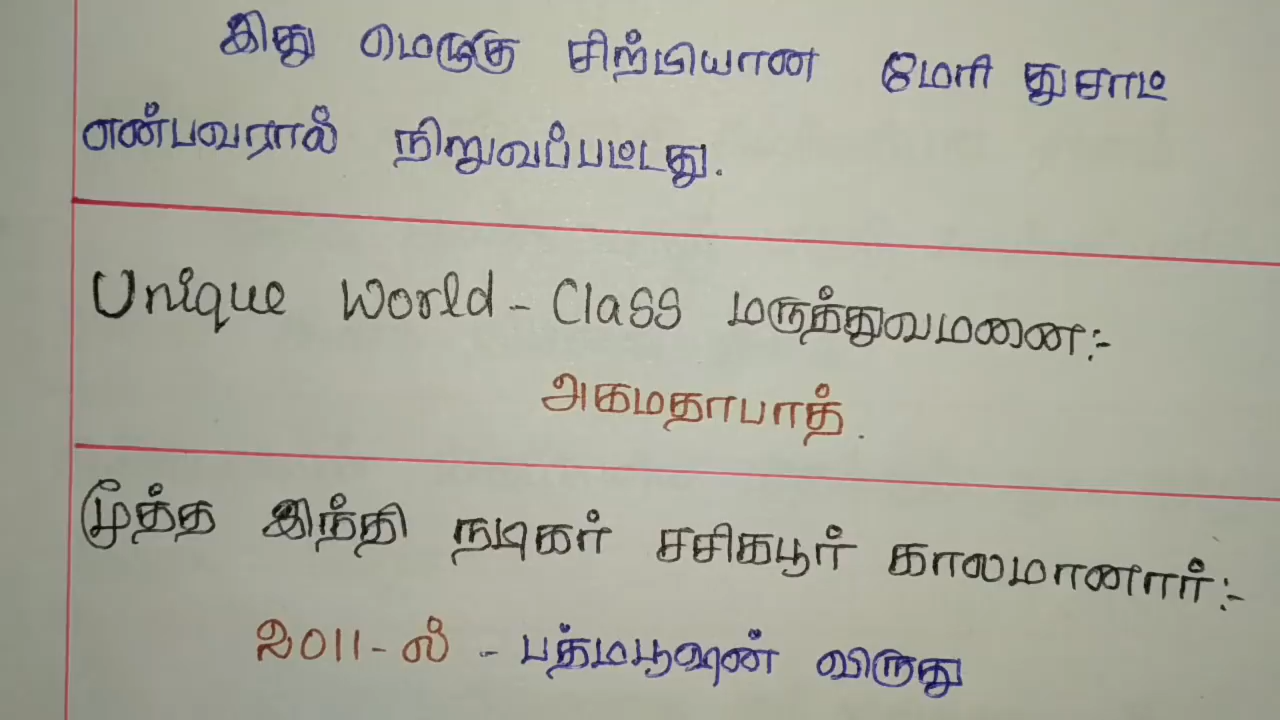 இது மெழுகு சிற்பியான மேரி துசாட்
என்பவரால் நிறுவப்பட்டது.
Unique World - Class மருத்துவமனை:-
அகமதாபாத்.
மூத்த இந்தி நடிகர் சசிகபூர் காலமானார்:-
2011-ல் - பத்மபூஷண் விருது